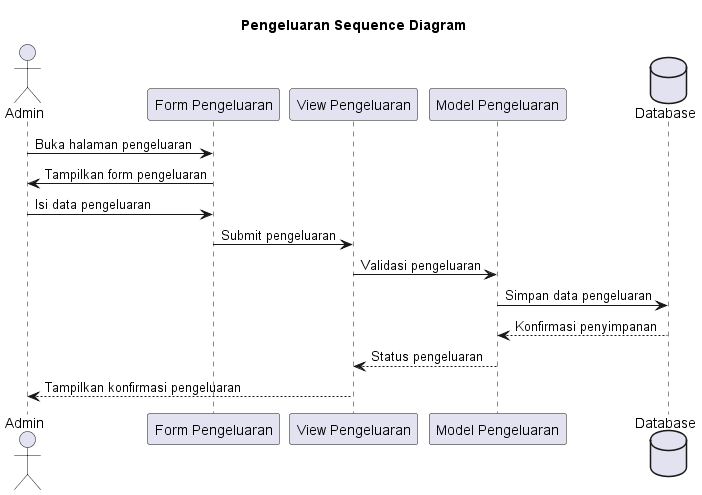 Pengeluaran Sequence Diagram
Admin
Form Pengeluaran
View Pengeluaran
Model Pengeluaran
Database
Buka halaman pengeluaran
Tampilkan form pengeluaran
Isi data pengeluaran
Submit pengeluaran
Validasi pengeluaran
Simpan data pengeluaran
Konfirmasi penyimpanan
Status pengeluaran
Tampilkan konfirmasi pengeluaran
Admin
Form Pengeluaran
View Pengeluaran
Model Pengeluaran
Database